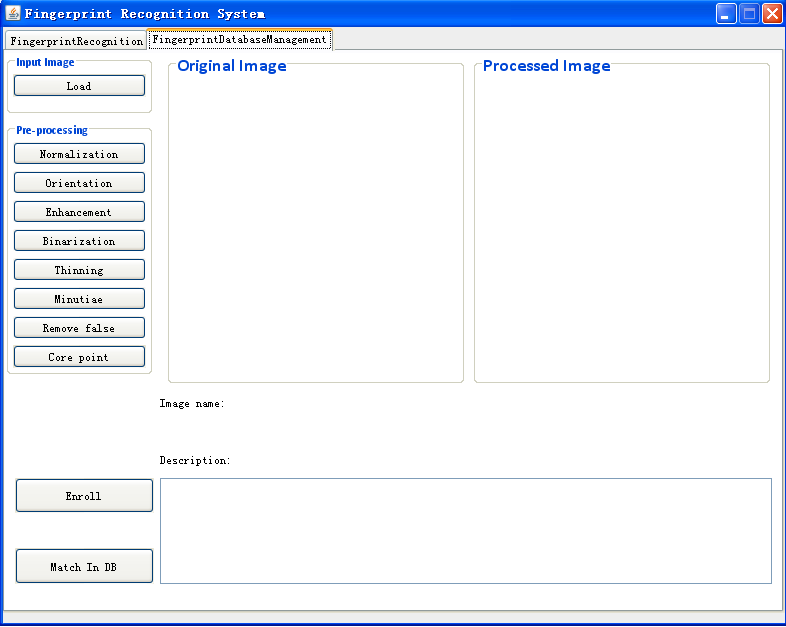 Fingerprint Recognition System
FingerprintRecognition
FingerprintDatabaseManagement
Input Image
Load
Pre-processing
Normalization
Orientation
Enhancement
Binarization
Thinning
Minutiae
Remove false
Core point
Original Image
Processed Image
Image name:
Description:
Enroll
Match In DB